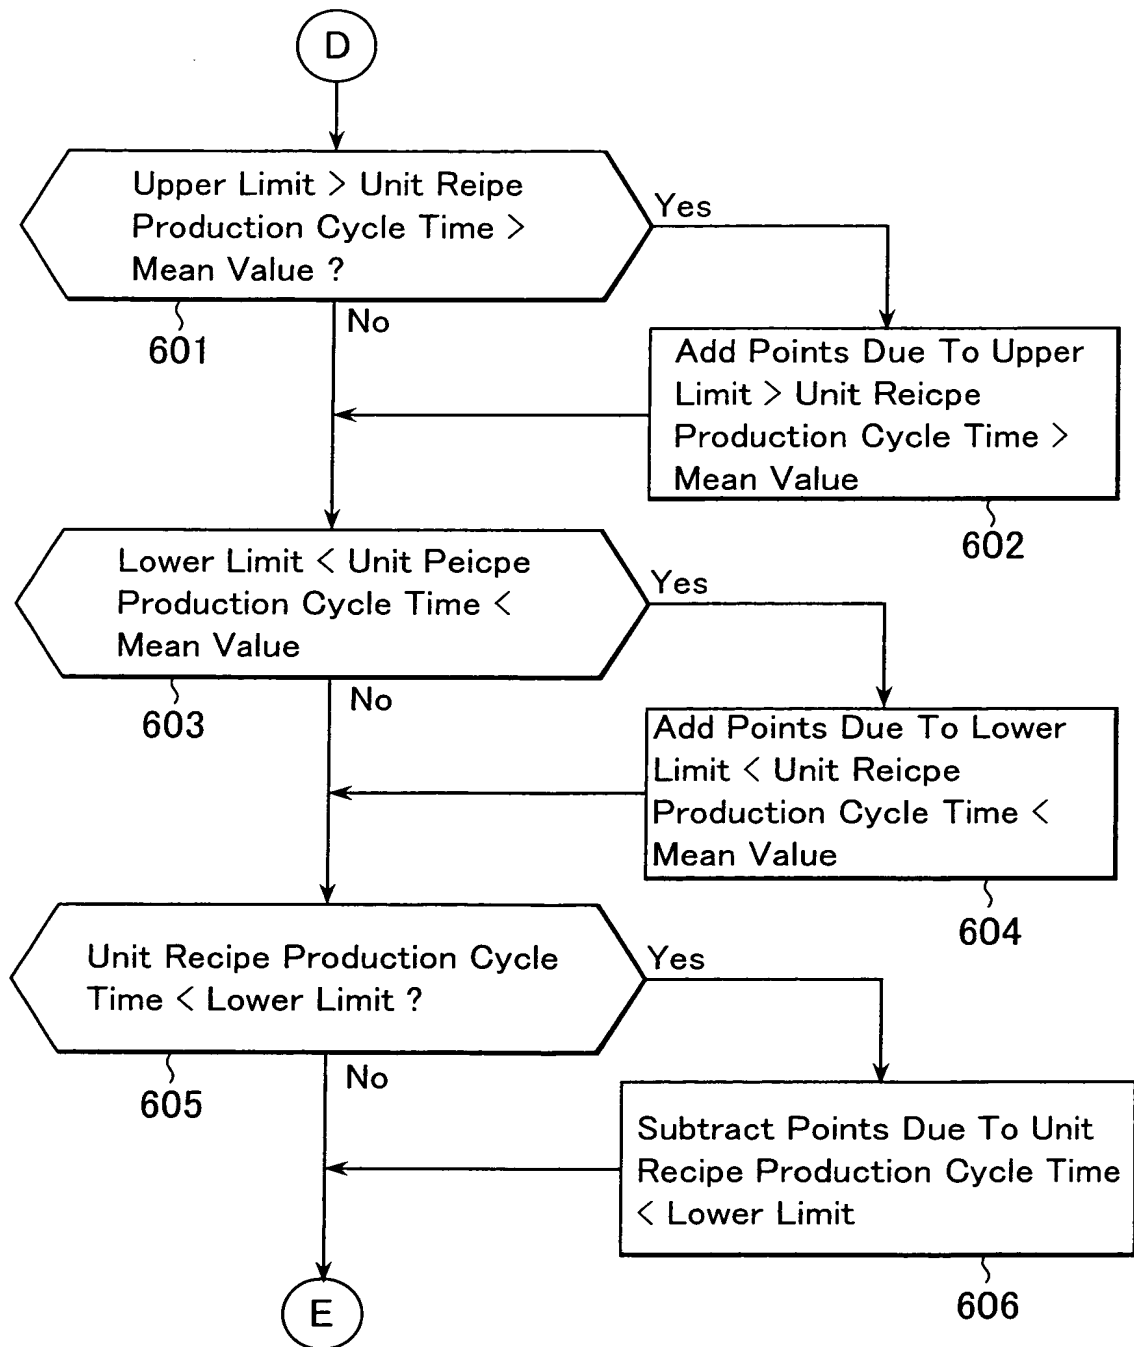 D
Upper Limit > Unit Reipe
Production Cycle Time >
Mean Value ?
Yes
No
601
Add Points Due To Upper
Limit > Unit Reicpe
Production Cycle Time >
Mean Value
602
Lower Limit < Unit Peicpe
Production Cycle Time <
Mean Value
Yes
No
603
Add Points Due To Lower
Limit < Unit Reicpe
Production Cycle Time <
Mean Value
604
Unit Recipe Production Cycle
Time < Lower Limit ?
Yes
No
605
Subtract Points Due To Unit
Recipe Production Cycle Time
< Lower Limit
606
E